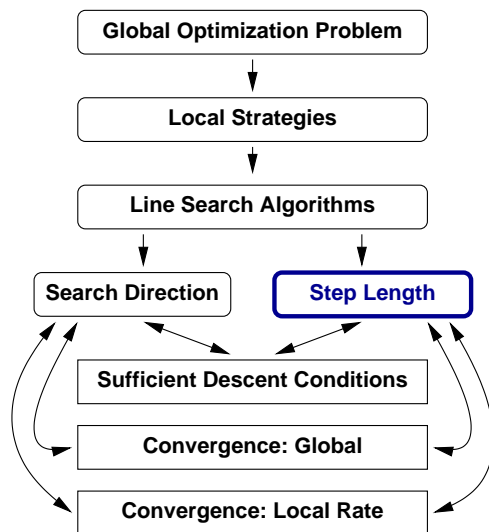 Global Optimization Problem
Local Strategies
Line Search Algorithms
Search Direction
Step Length
Sufficient Descent Conditions
Convergence: Global
Convergence: Local Rate